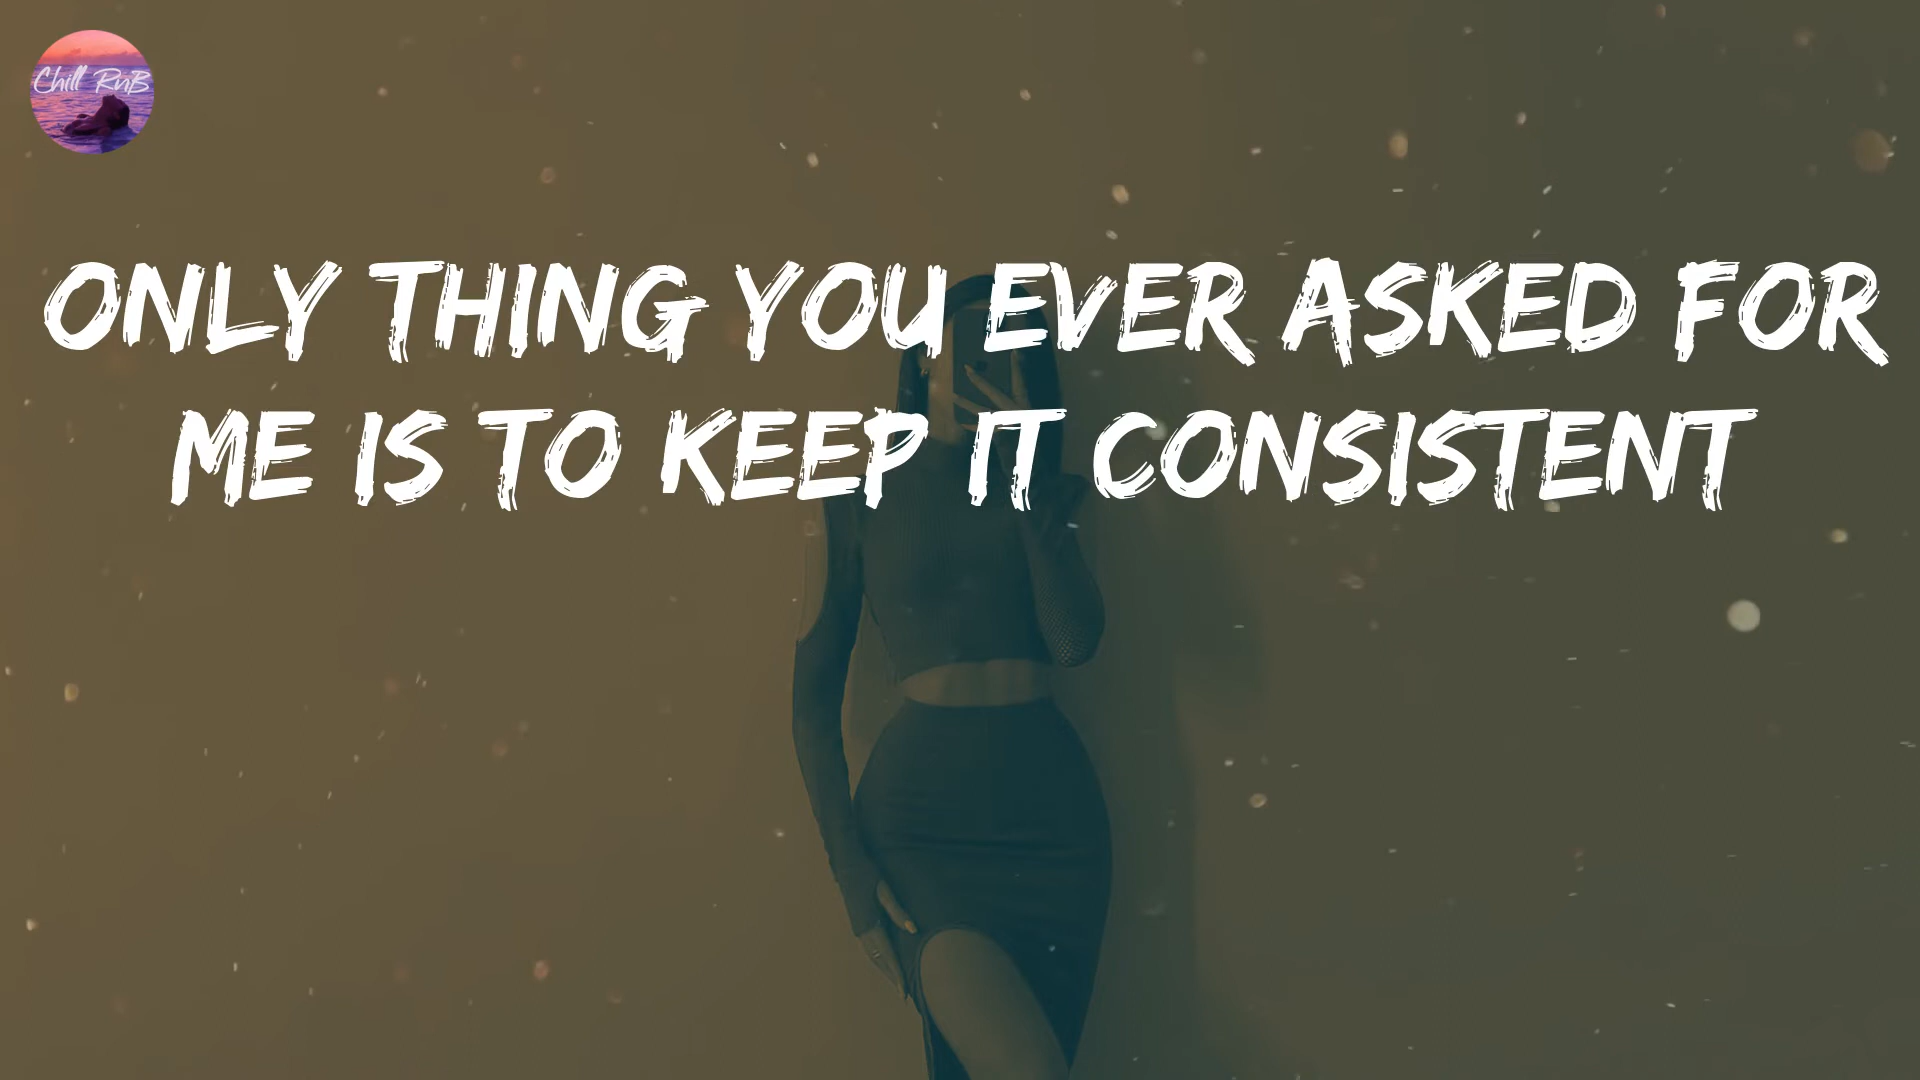 Chill RnB
ONLY THING YOU EVER ASKED FOR
ME IS TO KEEP IT CONSISTENT